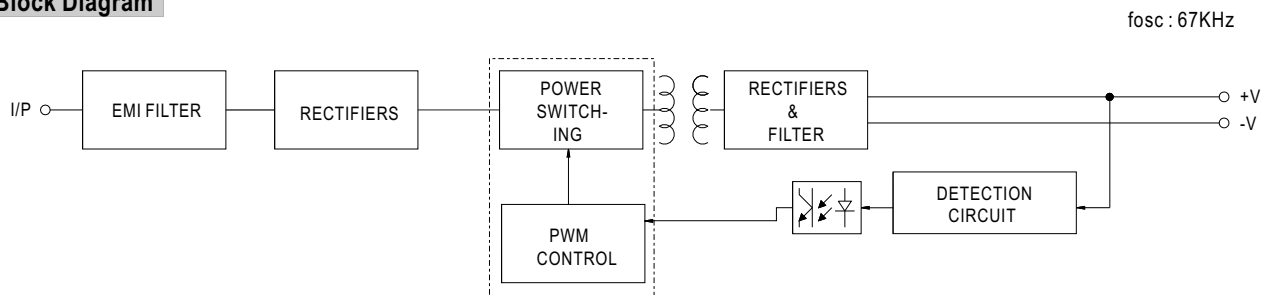 Block Diagram
fosc : 67KHz
I/P
EMI FILTER
RECTIFIERS
POWER
SWITCH-
ING
RECTIFIERS
&
FILTER
+V
-V
DETECTION
CIRCUIT
PWM
CONTROL